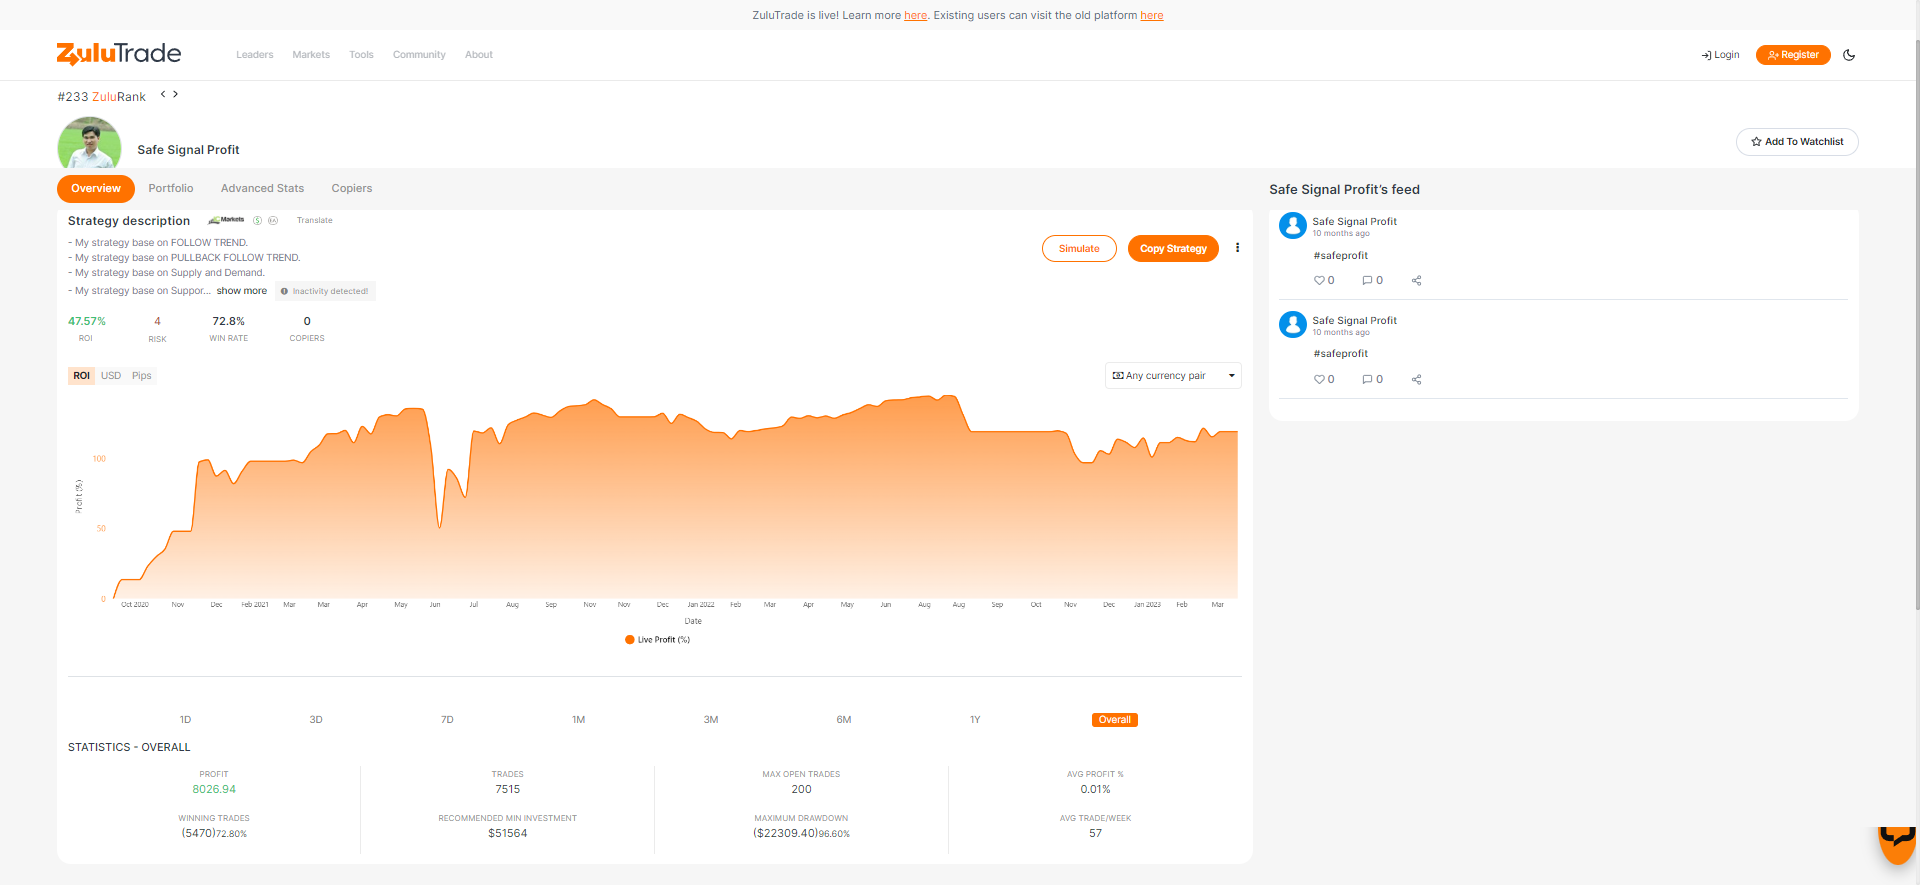 ZuluTrade is live! Learn more here. Existing users can visit the old platform here
ZuluTrade
Leaders Markets Tools Community About
Login Register
#233 ZuluRank
Safe Signal Profit
Add To Watchlist
Overview Portfolio Advanced Stats Copiers
Strategy description Markets Translate
- My strategy base on FOLLOW TREND.
- My strategy base on PULLBACK FOLLOW TREND.
- My strategy base on Supply and Demand.
- My strategy base on Suppor... show more Inactivity detected!
Simulate Copy Strategy
47.57% 4 72.8% 0
ROI RISK WIN RATE COPIERS
ROI USD Pips
Any currency pair
100
50
0
Profit (%)
Oct 2020 Nov Dec Feb 2021 Mar Mar Apr May Jun Jul Aug Sep Nov Nov Dec Jan 2022 Feb Mar Apr May Jun Aug Aug Sep Oct Nov Dec Jan 2023 Feb Mar
Date
Live Profit (%)
1D 3D 7D 1M 3M 6M 1Y Overall
STATISTICS - OVERALL
PROFIT TRADES MAX OPEN TRADES AVG PROFIT %
8026.94 7515 200 0.01%
WINNING TRADES RECOMMENDED MIN INVESTMENT MAXIMUM DRAWDOWN AVG TRADE/WEEK
(5470)72.80% $51564 ($22309.40)96.60% 57
Safe Signal Profit's feed
Safe Signal Profit
10 months ago
#safeprofit
0 0
Safe Signal Profit
10 months ago
#safeprofit
0 0